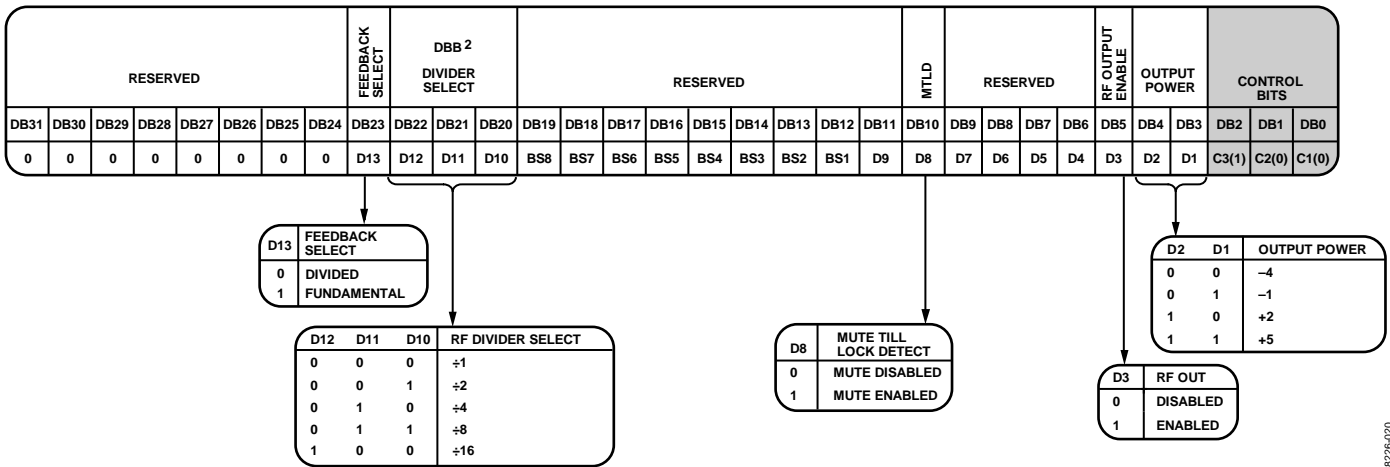 RESERVED
FEEDBACK
SELECT
DBB 2
DIVIDER
SELECT
RESERVED
MTLD
RESERVED
RF OUTPUT
ENABLE
OUTPUT
POWER
CONTROL
BITS
DB31 DB30 DB29 DB28 DB27 DB26 DB25 DB24 DB23 DB22 DB21 DB20 DB19 DB18 DB17 DB16 DB15 DB14 DB13 DB12 DB11 DB10 DB9 DB8 DB7 DB6 DB5 DB4 DB3 DB2 DB1 DB0
0 0 0 0 0 0 0 0 D13 D12 D11 D10 BS8 BS7 BS6 BS5 BS4 BS3 BS2 BS1 D9 D8 D7 D6 D5 D4 D3 D2 D1 C3(1) C2(0) C1(0)
D13 FEEDBACK
SELECT
0 DIVIDED
1 FUNDAMENTAL
D12 D11 D10 RF DIVIDER SELECT
0 0 0 ÷1
0 0 1 ÷2
0 1 0 ÷4
0 1 1 ÷8
1 0 0 ÷16
D8 MUTE TILL
LOCK DETECT
0 MUTE DISABLED
1 MUTE ENABLED
D3 RF OUT
0 DISABLED
1 ENABLED
D2 D1 OUTPUT POWER
0 0 –4
0 1 –1
1 0 +2
1 1 +5
8226-020